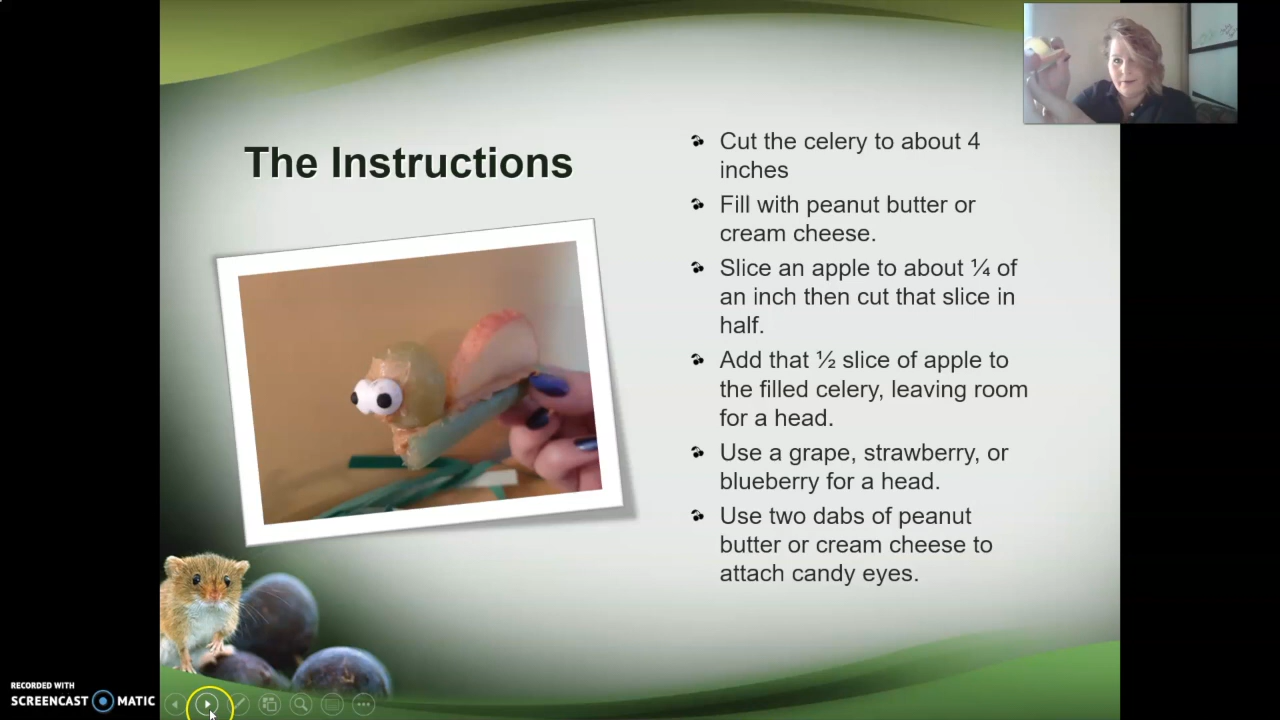 The Instructions
Cut the celery to about 4
inches
Fill with peanut butter or
cream cheese.
Slice an apple to about ¼ of
an inch then cut that slice in
half.
Add that ½ slice of apple to
the filled celery, leaving room
for a head.
Use a grape, strawberry, or
blueberry for a head.
Use two dabs of peanut
butter or cream cheese to
attach candy eyes.
RECORDED WITH
SCREENCAST MATIC